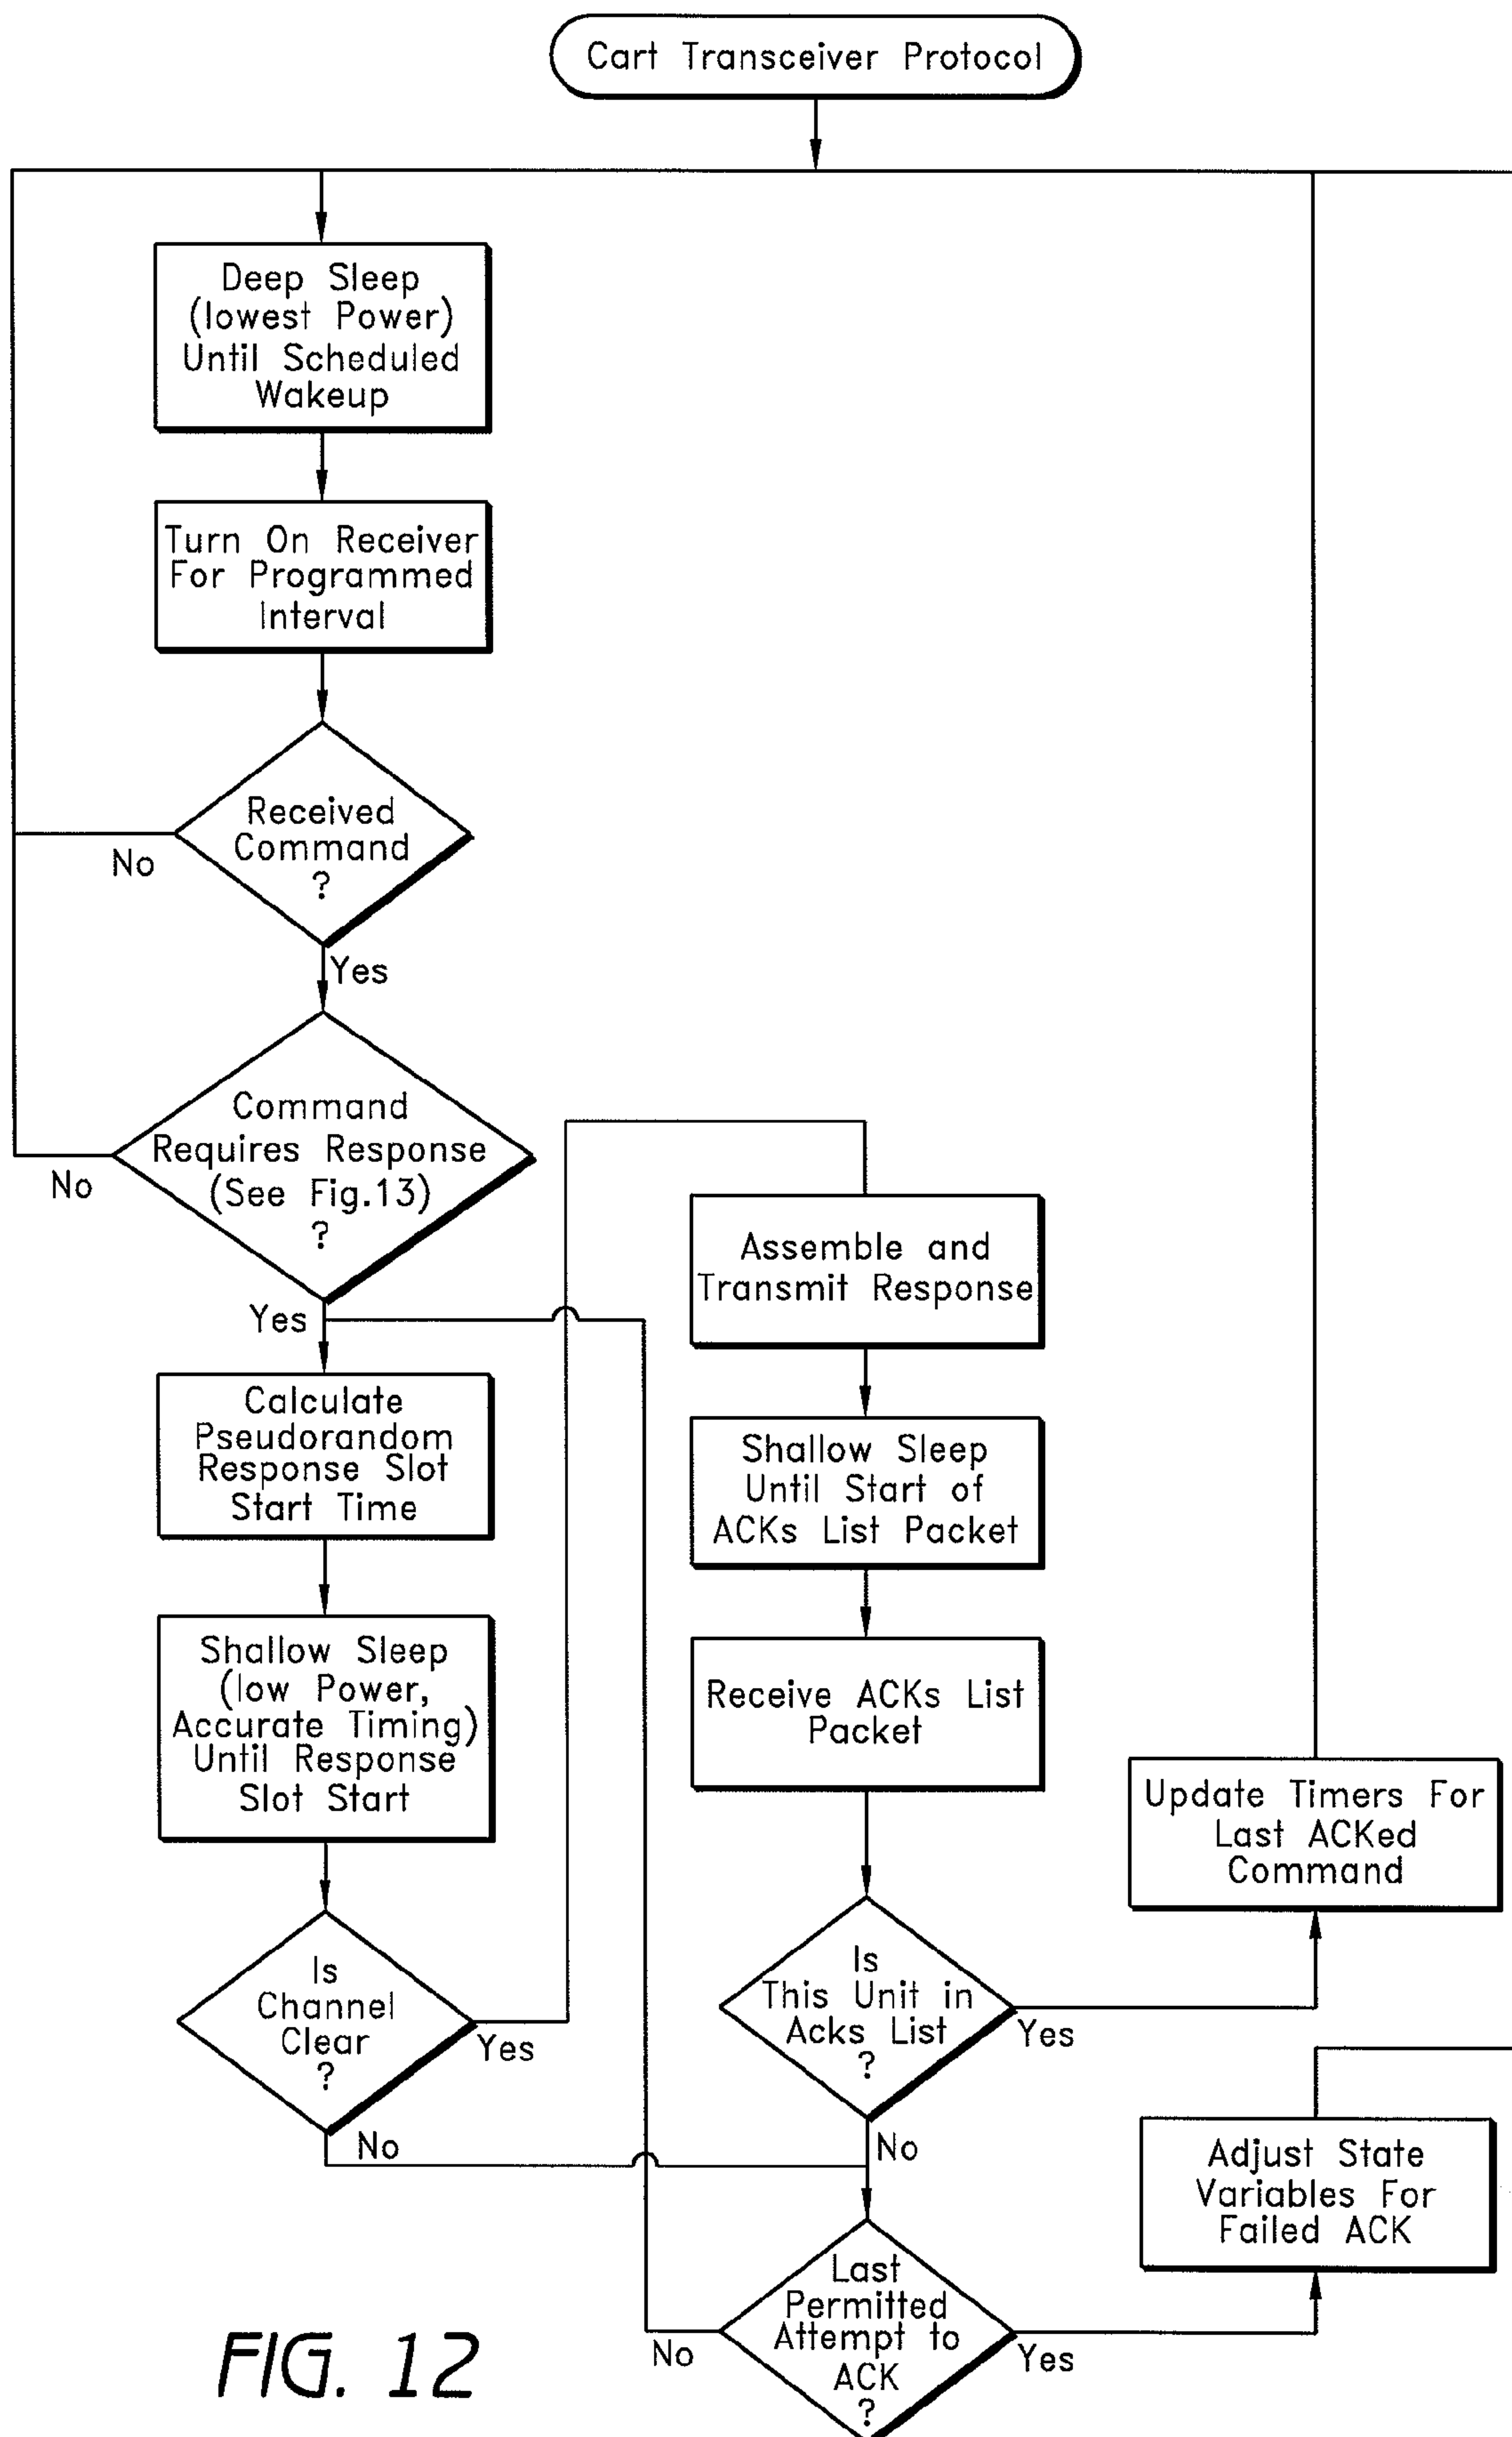 Cart Transceiver Protocol
Deep Sleep
(lowest Power)
Until Scheduled
Wakeup
Turn On Receiver
For Programmed
Interval
Received
Command
?
No
Yes
Command
Requires Response
(See Fig.13)
?
No
Yes
Calculate
Pseudorandom
Response Slot
Start Time
Shallow Sleep
(low Power,
Accurate Timing)
Until Response
Slot Start
Is
Channel
Clear
?
Yes
No
Assemble and
Transmit Response
Shallow Sleep
Until Start of
ACKs List Packet
Receive ACKs List
Packet
Is
This Unit in
Acks List
?
Yes
No
Last
Permitted
Attempt to
ACK
?
No
Yes
Update Timers For
Last ACKed
Command
Adjust State
Variables For
Failed ACK
FIG. 12